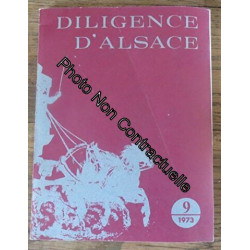 DILIGENCE
D'ALSACE
Photo Non Contractuelle
9
1973